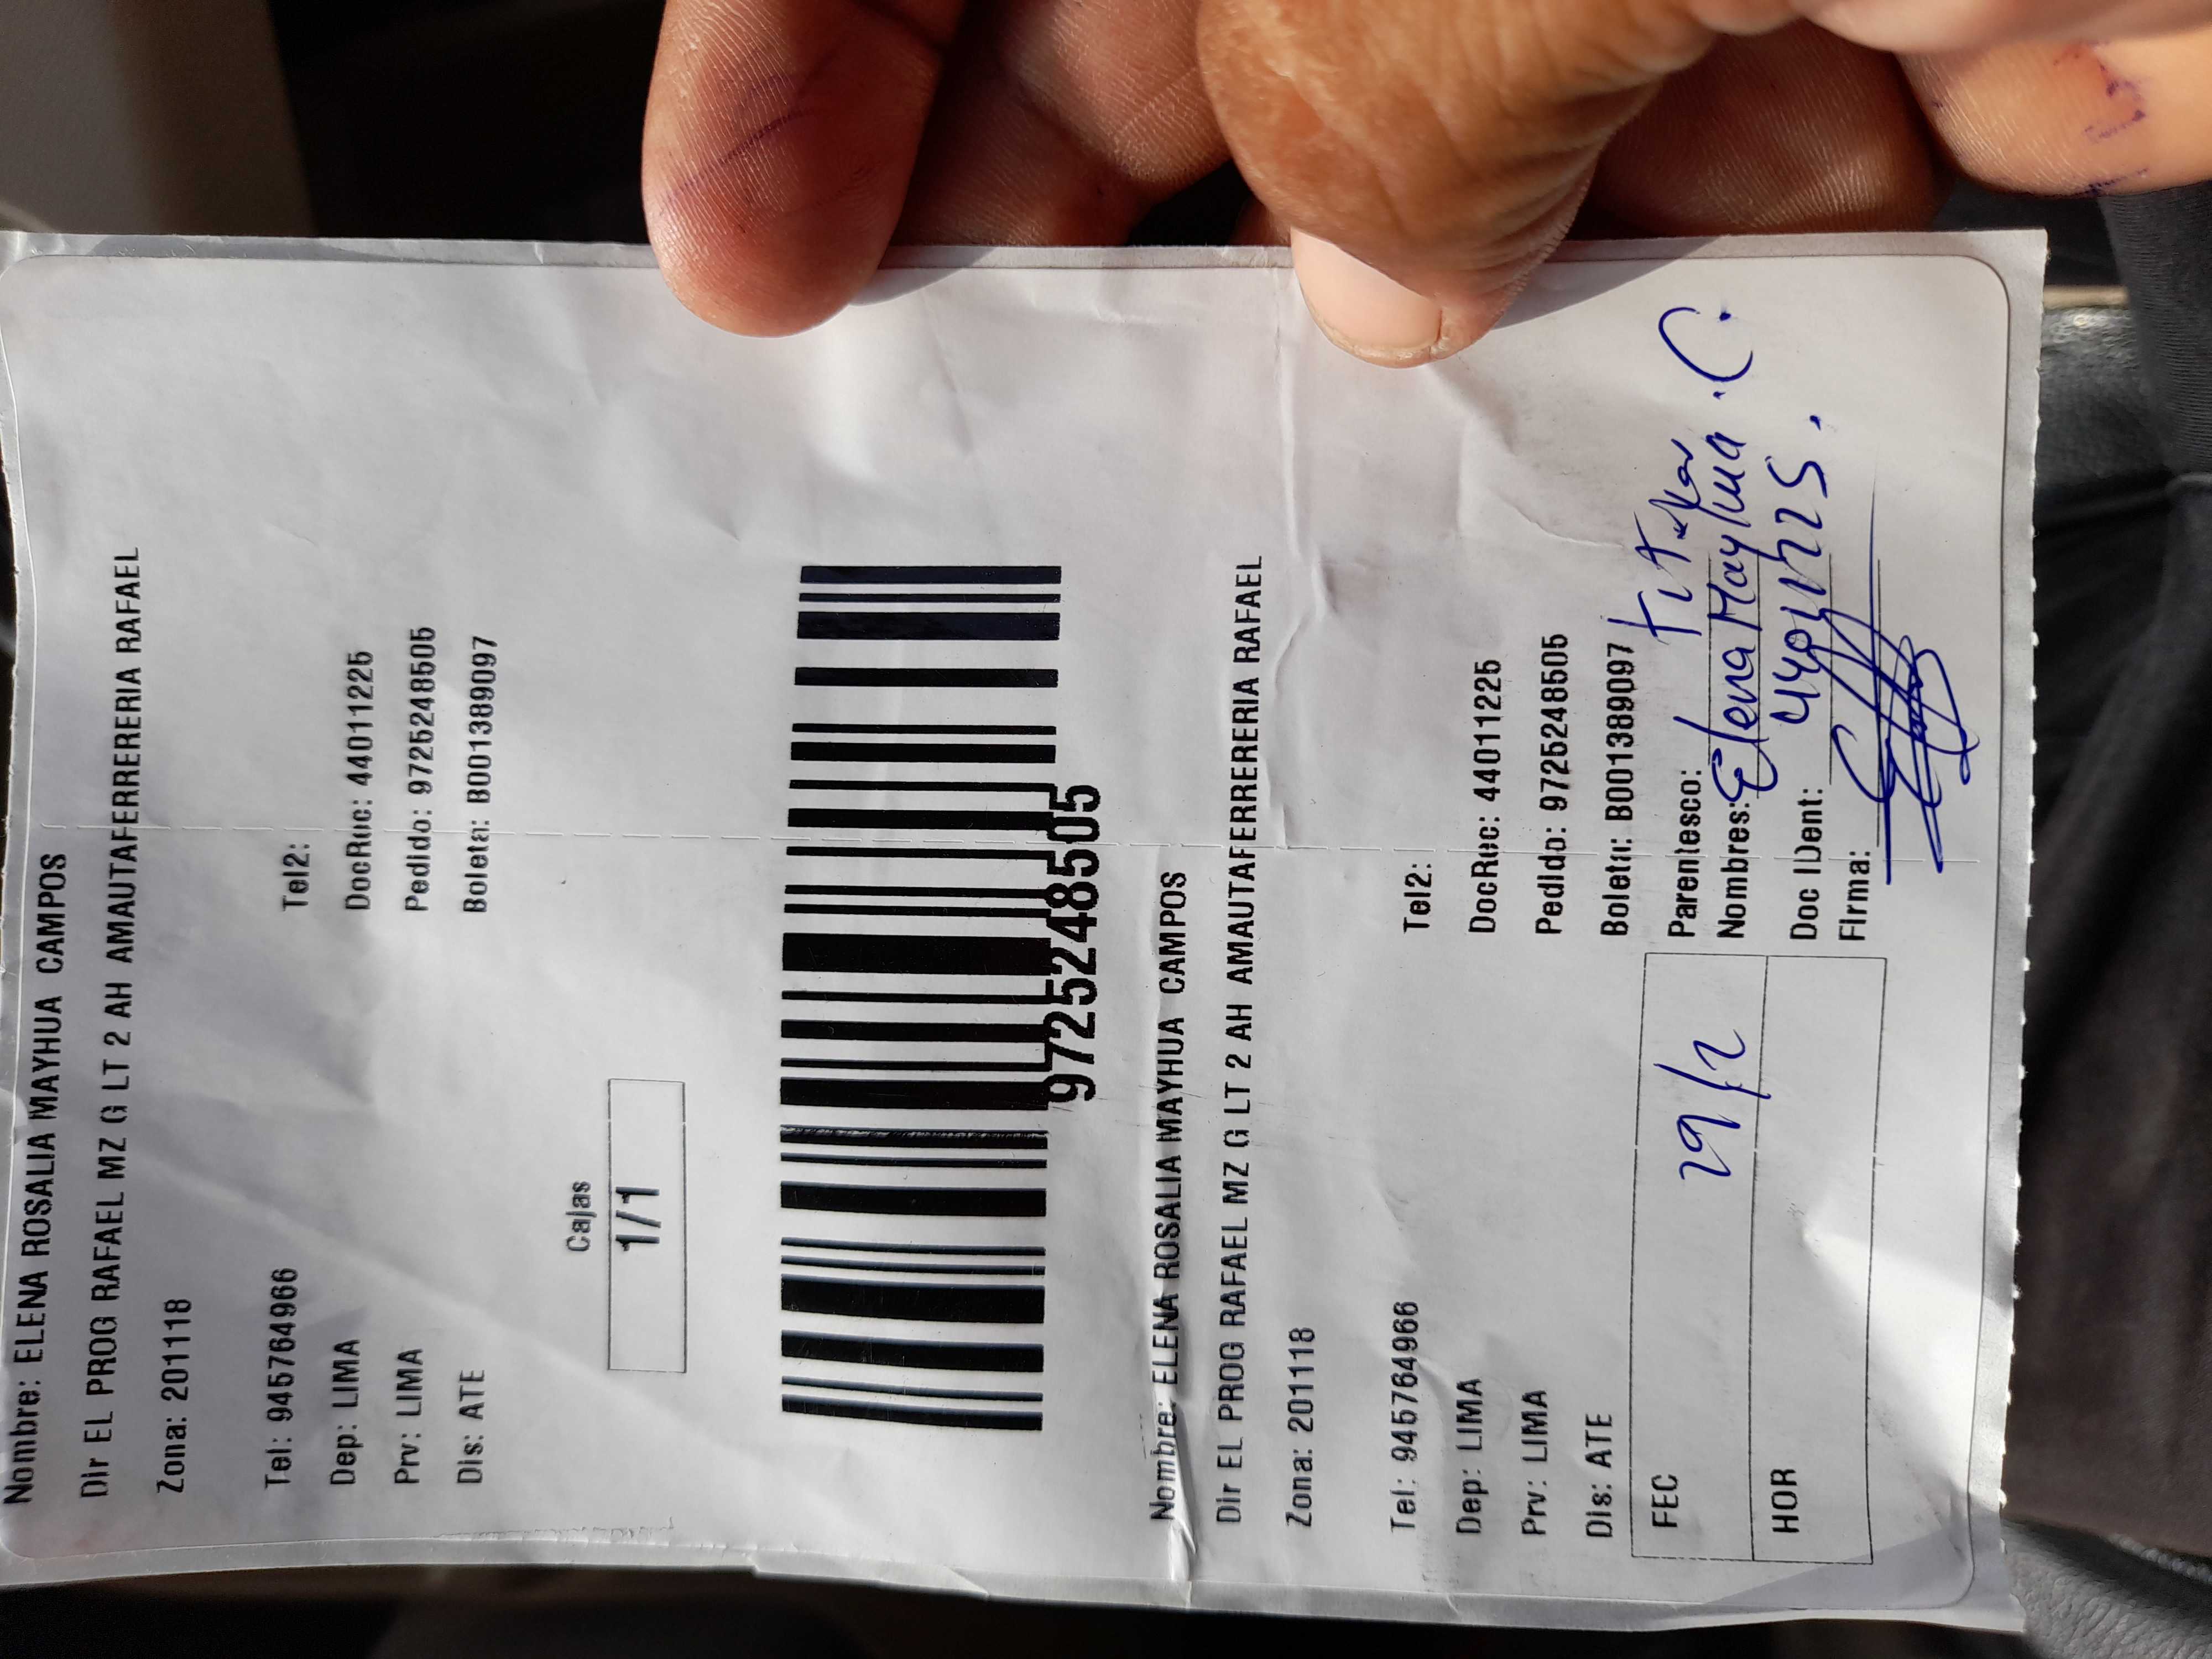 Nombre: ELENA ROSALIA MAYHUA CAMPOS
Dir EL PROG RAFAEL MZ G LT 2 AH AMAUTAFERRERERIA RAFAEL
Zona: 201118
Tel: 945764966 Tel2:
Dep: LIMA DocRec: 44011225
Prv: LIMA Pedido: 9725248505
Dis: ATE Boleta: B001389097
Cajas
1/1
9725248505
Nombre: ELENA ROSALIA MAYHUA CAMPOS
Dir EL PROG RAFAEL MZ G LT 2 AH AMAUTAFERRERERIA RAFAEL
Zona: 201118
Tel: 945764966 Tel2:
Dep: LIMA DocRec: 44011225
Prv: LIMA Pedido: 9725248505
Dis: ATE Boleta: B001389097
FEC 29/2 Parentesco: Titular
Nombres: Elena Mayhua .C.
HOR Doc IDent: 44011225.
Firma: